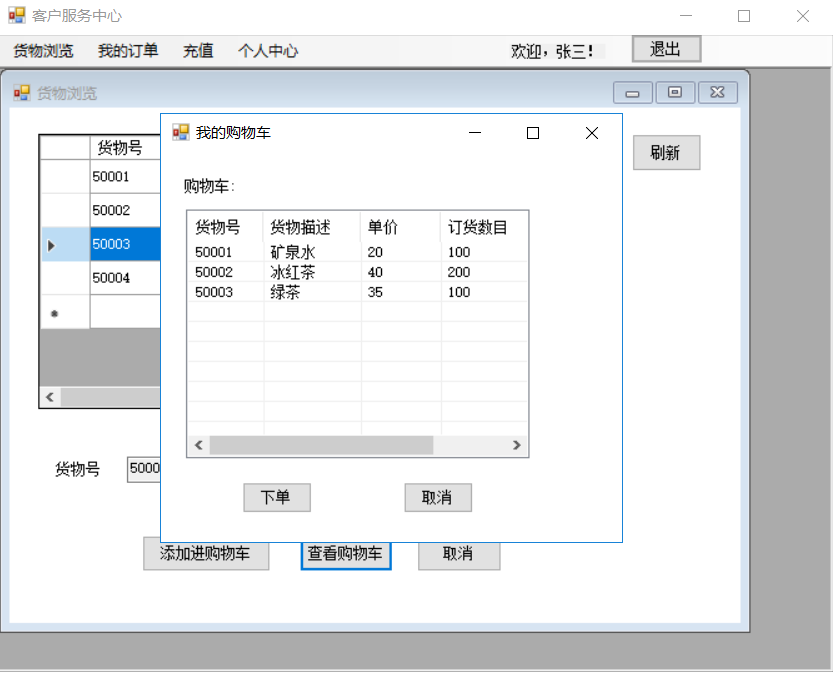 客户服务中心
货物浏览 我的订单 充值 个人中心 欢迎，张三！ 退出
货物浏览
我的购物车
货物号
刷新
50001
50002
50003
50004
购物车：
货物号 货物描述 单价 订货数目
50001 矿泉水 20 100
50002 冰红茶 40 200
50003 绿茶 35 100
货物号 5000
下单 取消
添加进购物车 查看购物车 取消